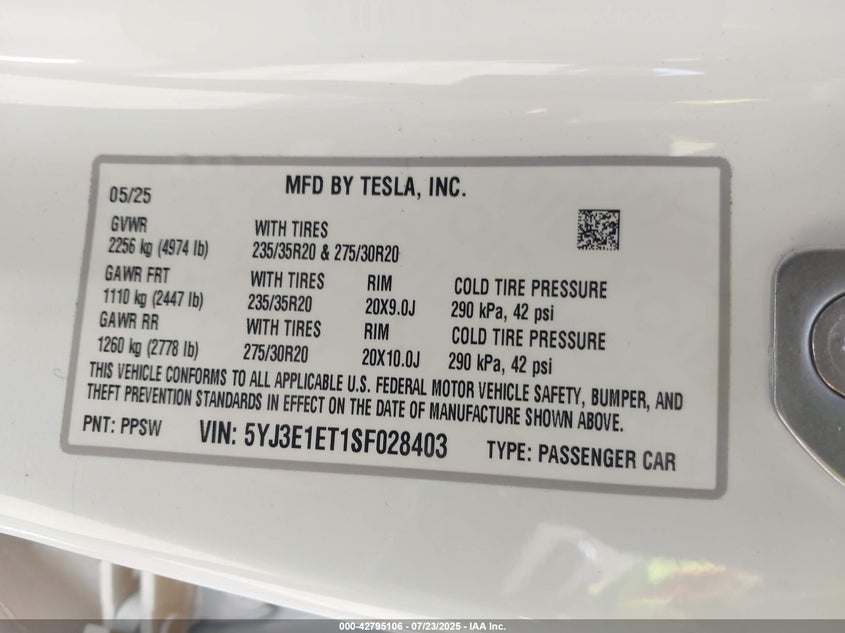 05/25 MFD BY TESLA, INC.
GVWR WITH TIRES
2256 kg (4974 lb) 235/35R20 & 275/30R20
GAWR FRT WITH TIRES RIM COLD TIRE PRESSURE
1110 kg (2447 lb) 235/35R20 20X9.0J 290 kPa, 42 psi
GAWR RR WITH TIRES RIM COLD TIRE PRESSURE
1260 kg (2778 lb) 275/30R20 20X10.0J 290 kPa, 42 psi
THIS VEHICLE CONFORMS TO ALL APPLICABLE U.S. FEDERAL MOTOR VEHICLE SAFETY, BUMPER, AND
THEFT PREVENTION STANDARDS IN EFFECT ON THE DATE OF MANUFACTURE SHOWN ABOVE.
PNT: PPSW VIN: 5YJ3E1ET1SF028403 TYPE: PASSENGER CAR
000-42795106 - 07/23/2025 - IAA Inc.